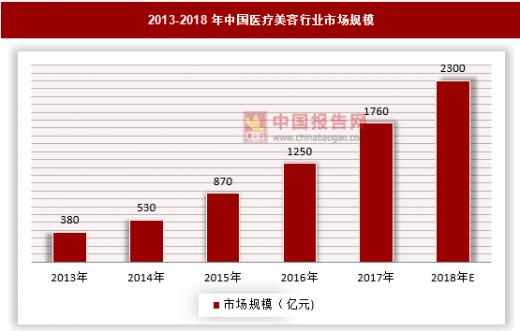 2013-2018 年中国医疗美容行业市场规模
2300
1760
1250
870
530
380
中国报告网
CBG
www.chinabaogao.com
2013年
2014年
2015年
2016年
2017年
2018年E
市场规模（亿元)